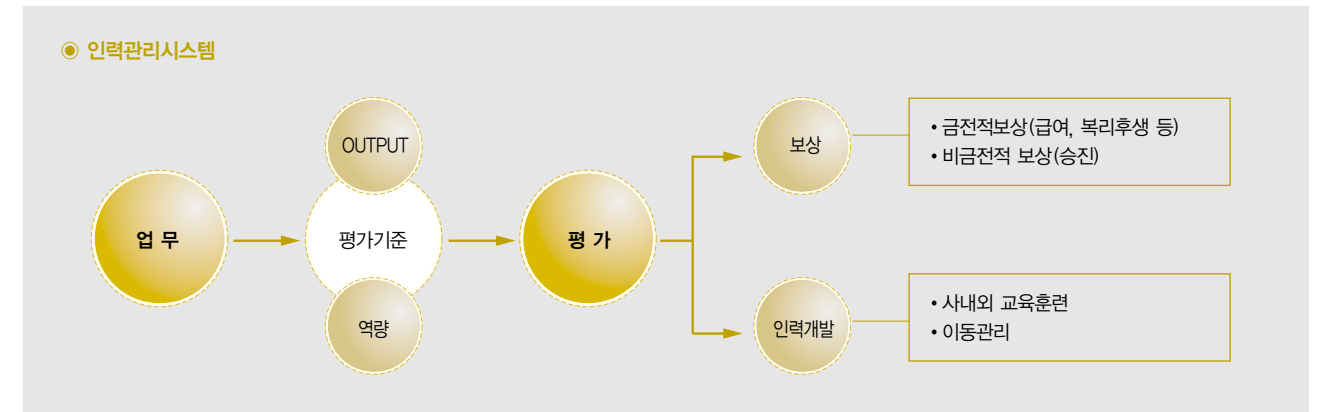 ◉ 인력관리시스템
OUTPUT
업 무
평가기준
역량
평 가
보상
• 금전적보상(급여, 복리후생 등)
• 비금전적 보상(승진)
인력개발
• 사내외 교육훈련
• 이동관리